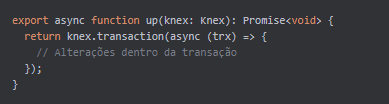 export async function up(knex: Knex): Promise<void> {
  return knex.transaction(async (trx) => {
    // Alterações dentro da transação
  });
}